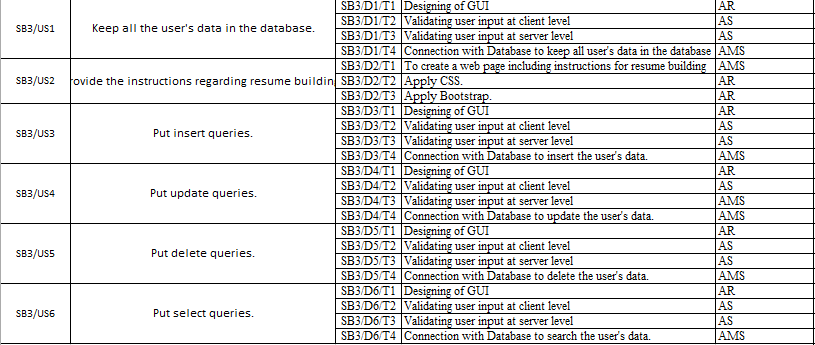 SB3/D1/T1 Designing of GUI AR
SB3/US1 Keep all the user's data in the database. SB3/D1/T2 Validating user input at client level AS
SB3/D1/T3 Validating user input at server level AS
SB3/D1/T4 Connection with Database to keep all user's data in the database AMS
SB3/D2/T1 To create a web page including instructions for resume building AMS
SB3/US2 rovide the instructions regarding resume buildin SB3/D2/T2 Apply CSS. AR
SB3/D2/T3 Apply Bootstrap. AR
SB3/D3/T1 Designing of GUI AR
SB3/US3 Put insert queries. SB3/D3/T2 Validating user input at client level AS
SB3/D3/T3 Validating user input at server level AS
SB3/D3/T4 Connection with Database to insert the user's data. AMS
SB3/D4/T1 Designing of GUI AR
SB3/US4 Put update queries. SB3/D4/T2 Validating user input at client level AS
SB3/D4/T3 Validating user input at server level AMS
SB3/D4/T4 Connection with Database to update the user's data. AMS
SB3/D5/T1 Designing of GUI AR
SB3/US5 Put delete queries. SB3/D5/T2 Validating user input at client level AS
SB3/D5/T3 Validating user input at server level AS
SB3/D5/T4 Connection with Database to delete the user's data. AMS
SB3/D6/T1 Designing of GUI AR
SB3/US6 Put select queries. SB3/D6/T2 Validating user input at client level AS
SB3/D6/T3 Validating user input at server level AS
SB3/D6/T4 Connection with Database to search the user's data. AMS